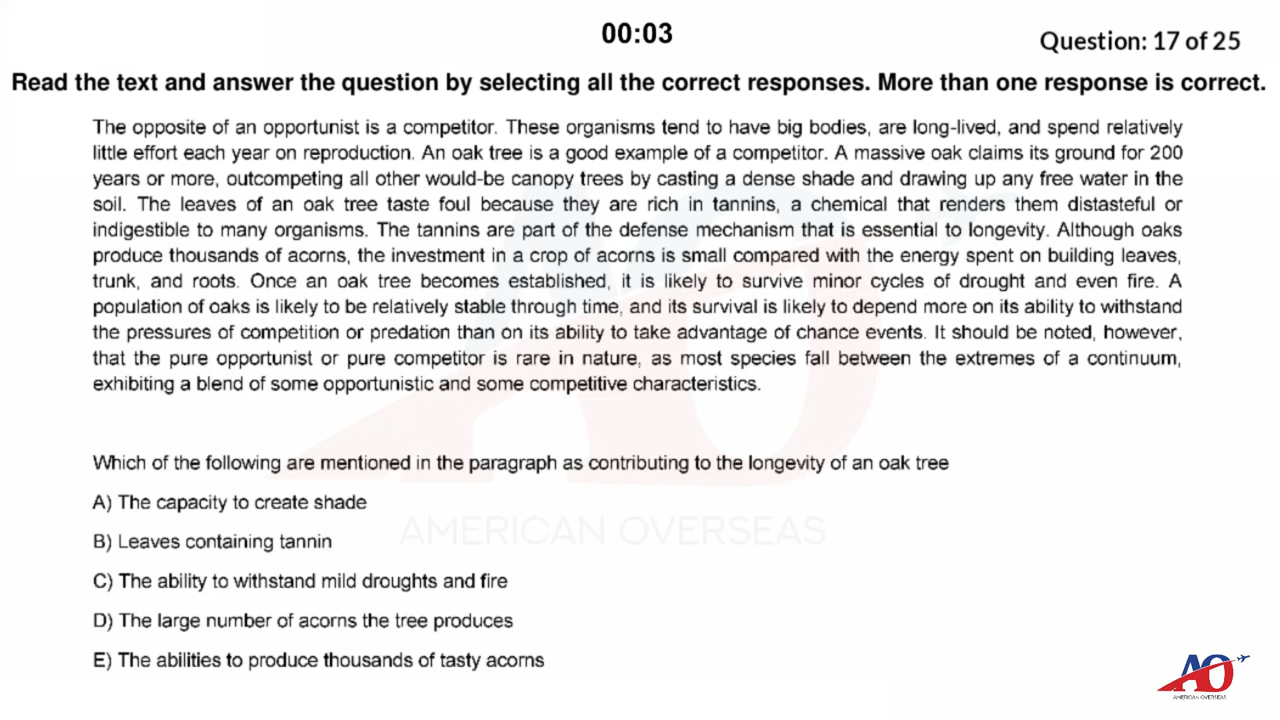 00:03
Question: 17 of 25
Read the text and answer the question by selecting all the correct responses. More than one response is correct.
The opposite of an opportunist is a competitor. These organisms tend to have big bodies, are long-lived, and spend relatively
little effort each year on reproduction. An oak tree is a good example of a competitor. A massive oak claims its ground for 200
years or more, outcompeting all other would-be canopy trees by casting a dense shade and drawing up any free water in the
soil. The leaves of an oak tree taste foul because they are rich in tannins, a chemical that renders them distasteful or
indigestible to many organisms. The tannins are part of the defense mechanism that is essential to longevity. Although oaks
produce thousands of acorns, the investment in a crop of acorns is small compared with the energy spent on building leaves,
trunk, and roots. Once an oak tree becomes established, it is likely to survive minor cycles of drought and even fire. A
population of oaks is likely to be relatively stable through time, and its survival is likely to depend more on its ability to withstand
the pressures of competition or predation than on its ability to take advantage of chance events. It should be noted, however,
that the pure opportunist or pure competitor is rare in nature, as most species fall between the extremes of a continuum,
exhibiting a blend of some opportunistic and some competitive characteristics.
Which of the following are mentioned in the paragraph as contributing to the longevity of an oak tree
A) The capacity to create shade
AMERICAN OVERSEAS
B) Leaves containing tannin
C) The ability to withstand mild droughts and fire
D) The large number of acorns the tree produces
E) The abilities to produce thousands of tasty acorns
AO
AMERICAN OVERSEAS